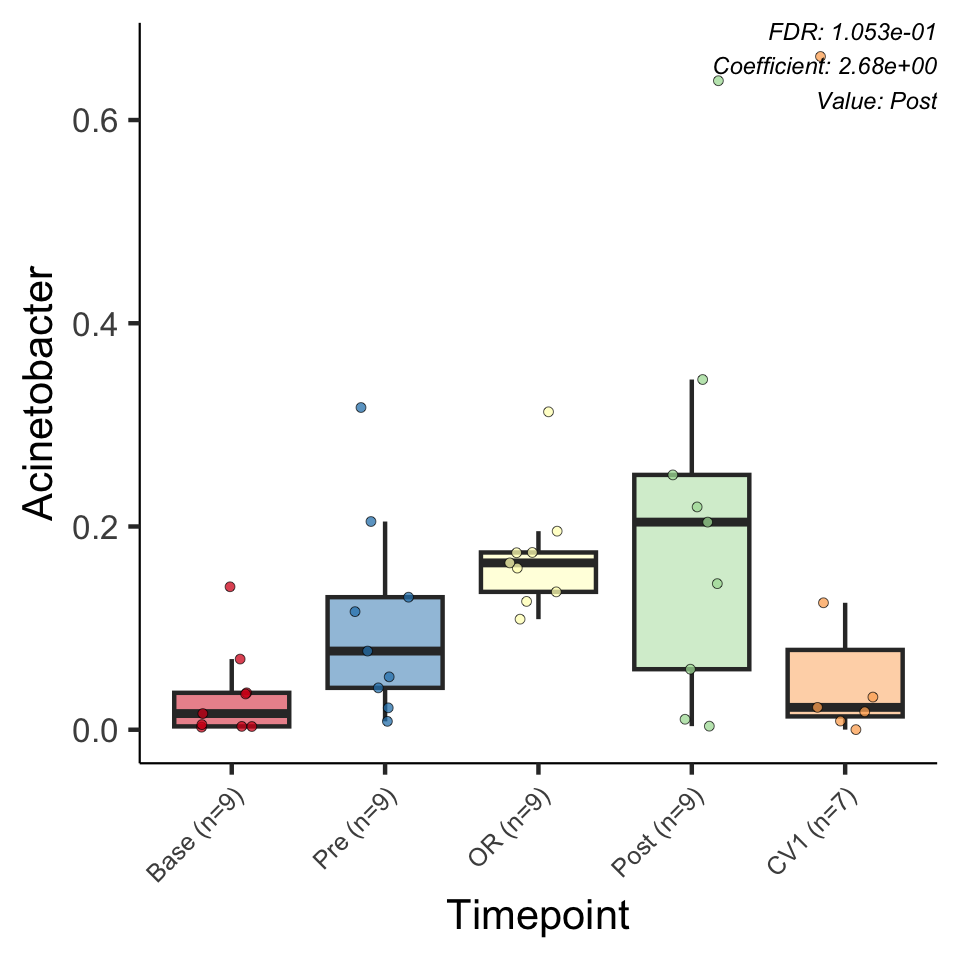 FDR: 1.053e-01
Coefficient: 2.68e+00
Value: Post
Acinetobacter
0.6
0.4
0.2
0.0
Base (n=9)
Pre (n=9)
OR (n=9)
Post (n=9)
CV1 (n=7)
Timepoint